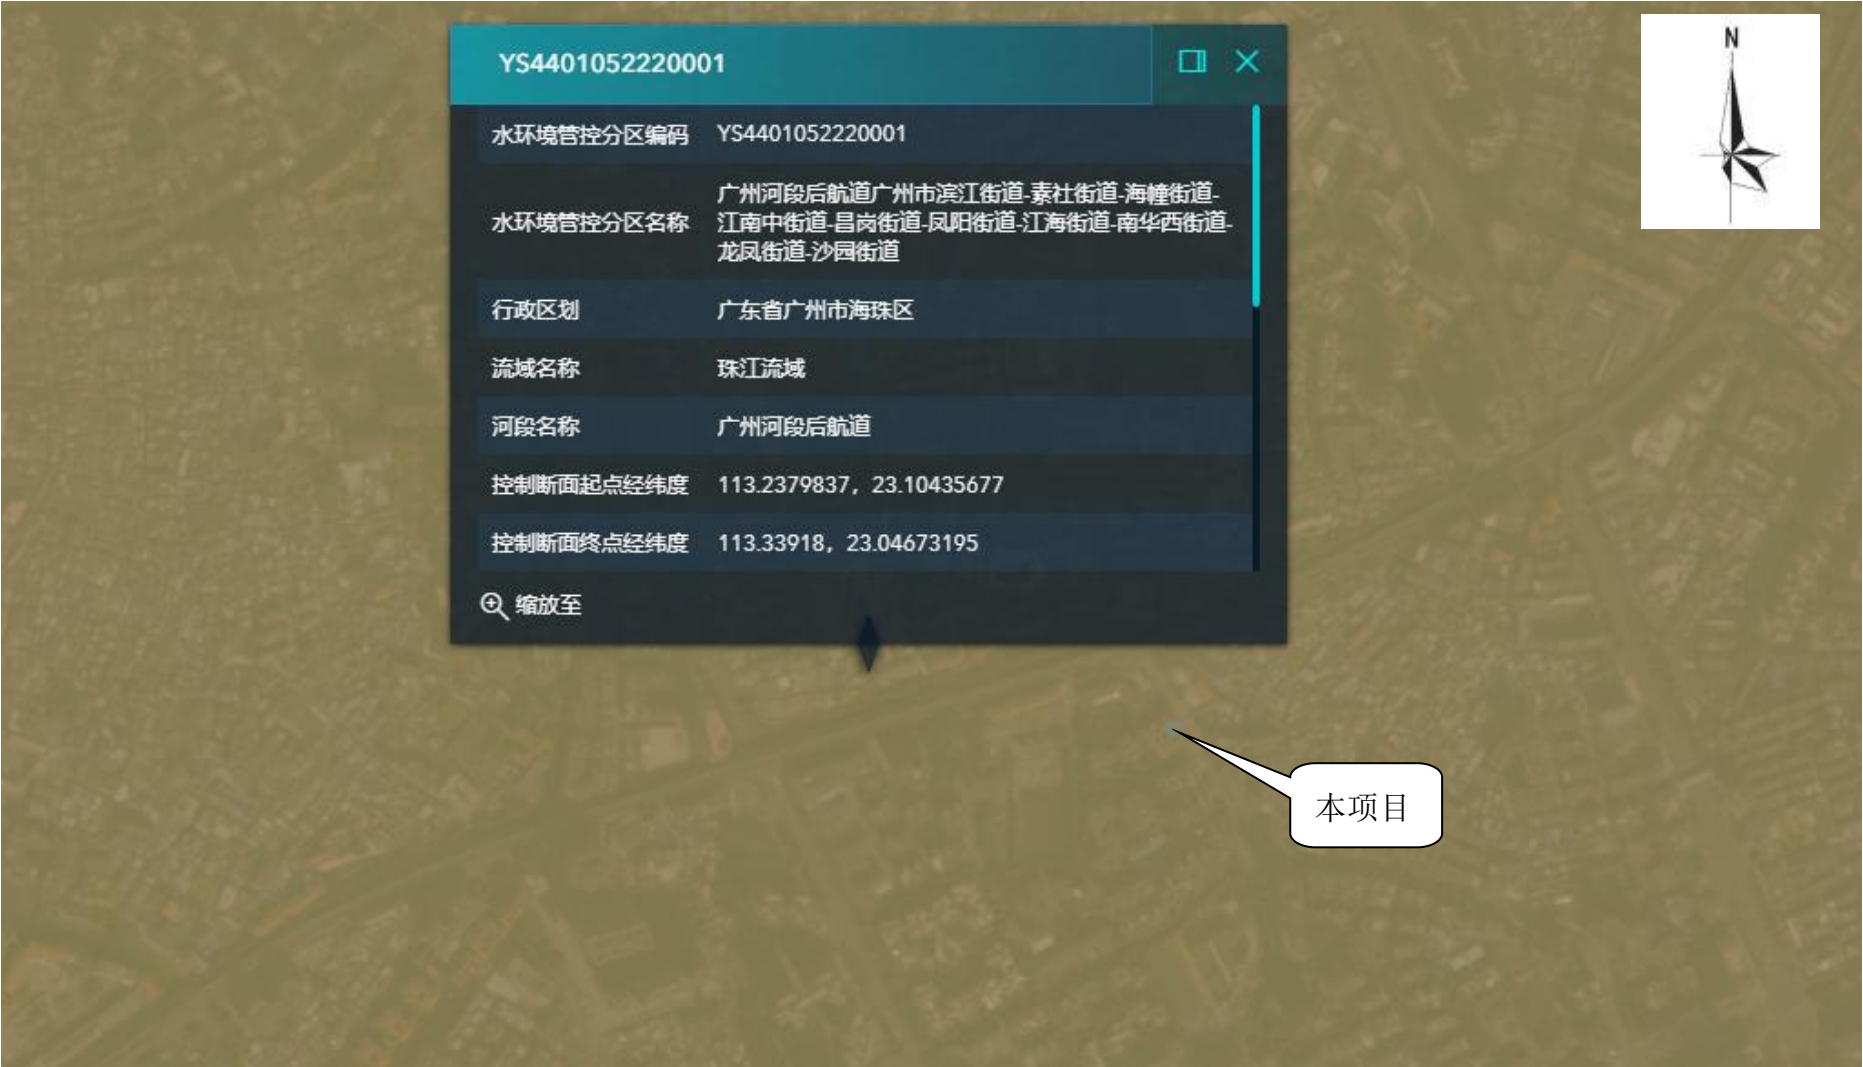 YS4401052220001
N
水环境管控分区编码 YS4401052220001
水环境管控分区名称 广州河段后航道广州市滨江街道-素社街道-海幢街道-
江南中街道-昌岗街道-凤阳街道-江海街道-南华西街道-
龙凤街道-沙园街道
行政区划 广东省广州市海珠区
流域名称 珠江流域
河段名称 广州河段后航道
控制断面起点经纬度 113.2379837，23.10435677
控制断面终点经纬度 113.33918，23.04673195
缩放至
本项目